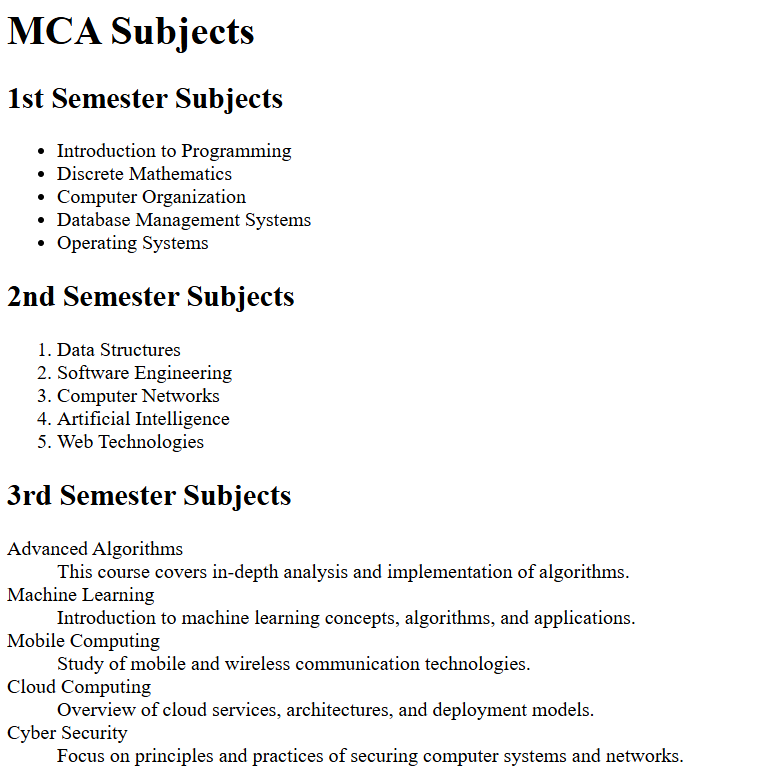 MCA Subjects
1st Semester Subjects
• Introduction to Programming
• Discrete Mathematics
• Computer Organization
• Database Management Systems
• Operating Systems
2nd Semester Subjects
1. Data Structures
2. Software Engineering
3. Computer Networks
4. Artificial Intelligence
5. Web Technologies
3rd Semester Subjects
Advanced Algorithms
This course covers in-depth analysis and implementation of algorithms.
Machine Learning
Introduction to machine learning concepts, algorithms, and applications.
Mobile Computing
Study of mobile and wireless communication technologies.
Cloud Computing
Overview of cloud services, architectures, and deployment models.
Cyber Security
Focus on principles and practices of securing computer systems and networks.